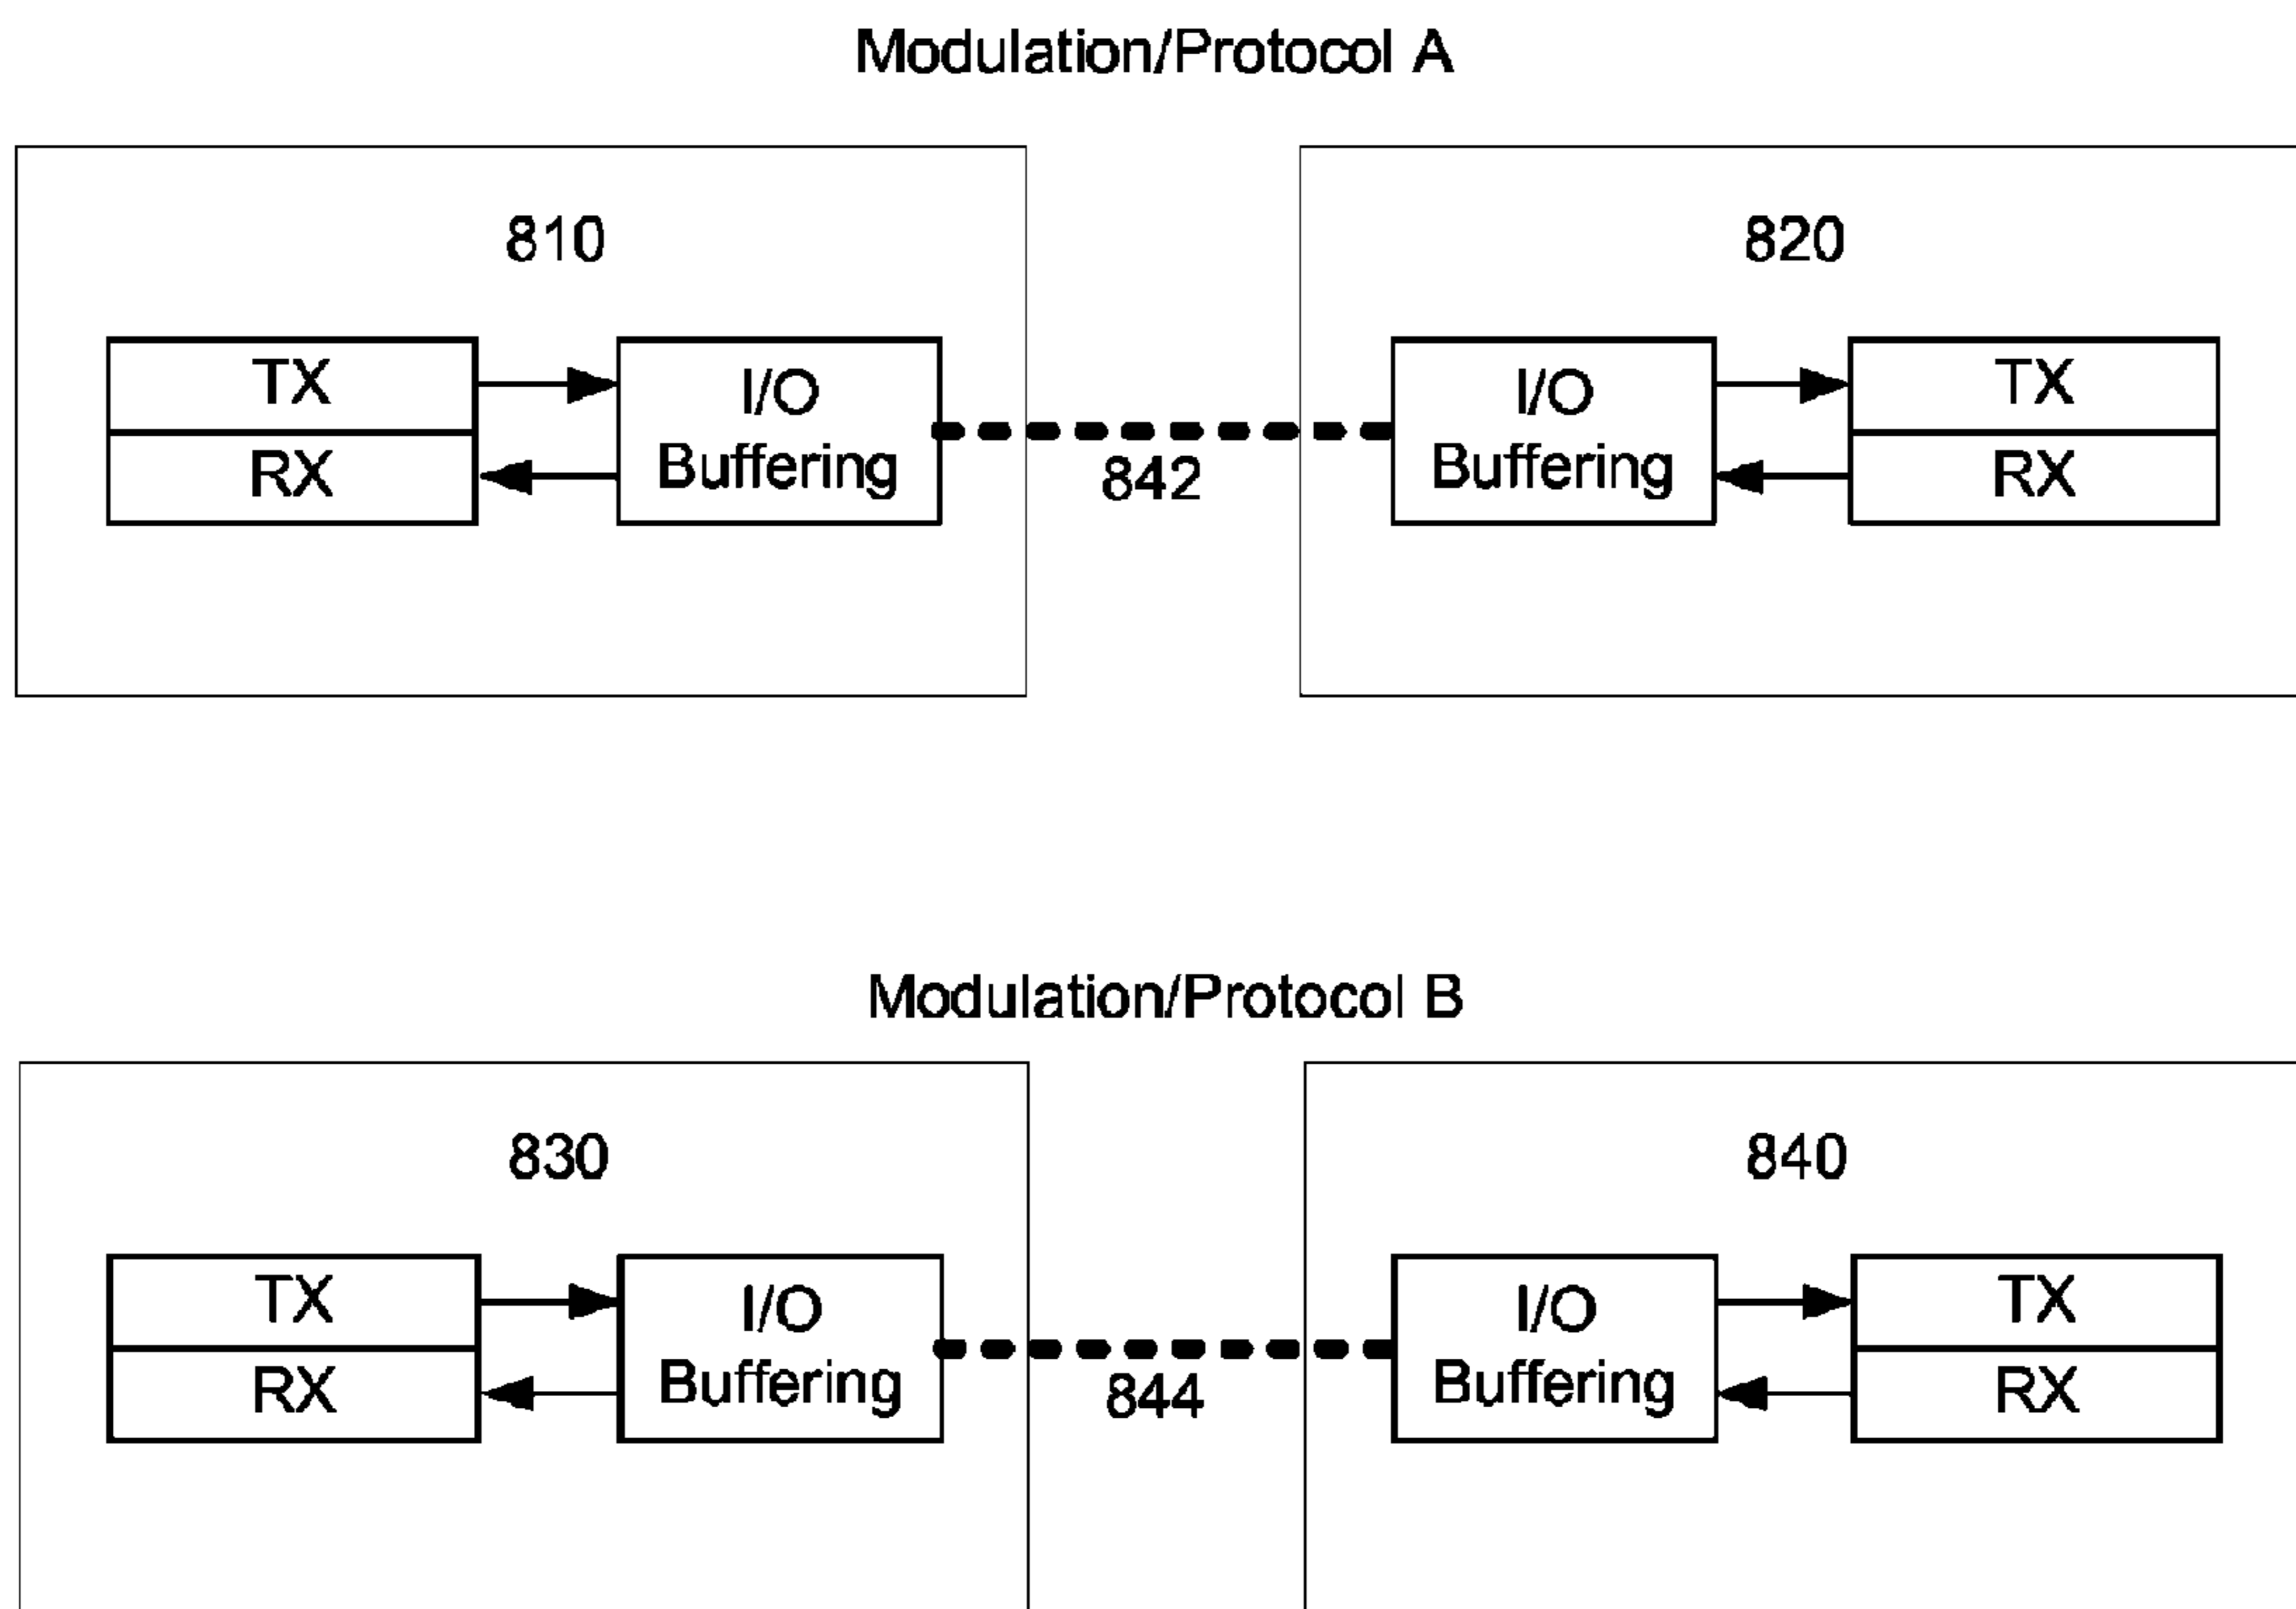 Modulation/Protocol A
810
820
TX
RX
I/O
Buffering
842
I/O
Buffering
TX
RX
Modulation/Protocol B
830
840
TX
RX
I/O
Buffering
844
I/O
Buffering
TX
RX